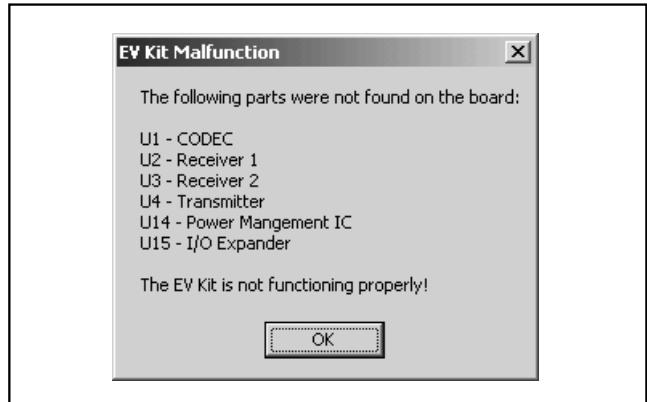 EV Kit Malfunction
The following parts were not found on the board:
U1 - CODEC
U2 - Receiver 1
U3 - Receiver 2
U4 - Transmitter
U14 - Power Mangement IC
U15 - I/O Expander
The EV Kit is not functioning properly!
OK